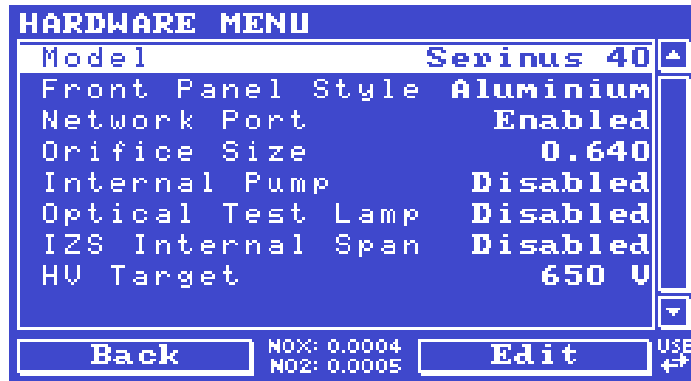 HARDWARE MENU
Model Serinus 40
Front Panel Style Aluminium
Network Port Enabled
Orifice Size 0.640
Internal Pump Disabled
Optical Test Lamp Disabled
IZS Internal Span Disabled
HV Target 650 V
Back NOX: 0.0004 Edit USE
NO2: 0.0005